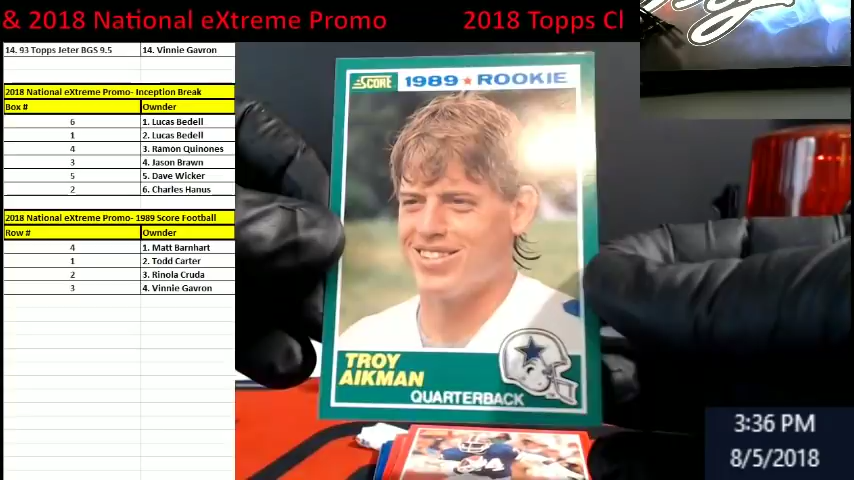 & 2018 National eXtreme Promo 2018 Topps Cl
14. 93 Topps Jeter BGS 9.5 14. Vinnie Gavron
2018 National eXtreme Promo- Inception Break
Box # Ownder
6 1. Lucas Bedell
1 2. Lucas Bedell
4 3. Ramon Quinones
3 4. Jason Brawn
5 5. Dave Wicker
2 6. Charles Hanus
2018 National eXtreme Promo- 1989 Score Football
Row # Ownder
4 1. Matt Barnhart
1 2. Todd Carter
2 3. Rinola Cruda
3 4. Vinnie Gavron
SCORE 1989 ★ ROOKIE
TROY
AIKMAN
QUARTERBACK
3:36 PM
8/5/2018